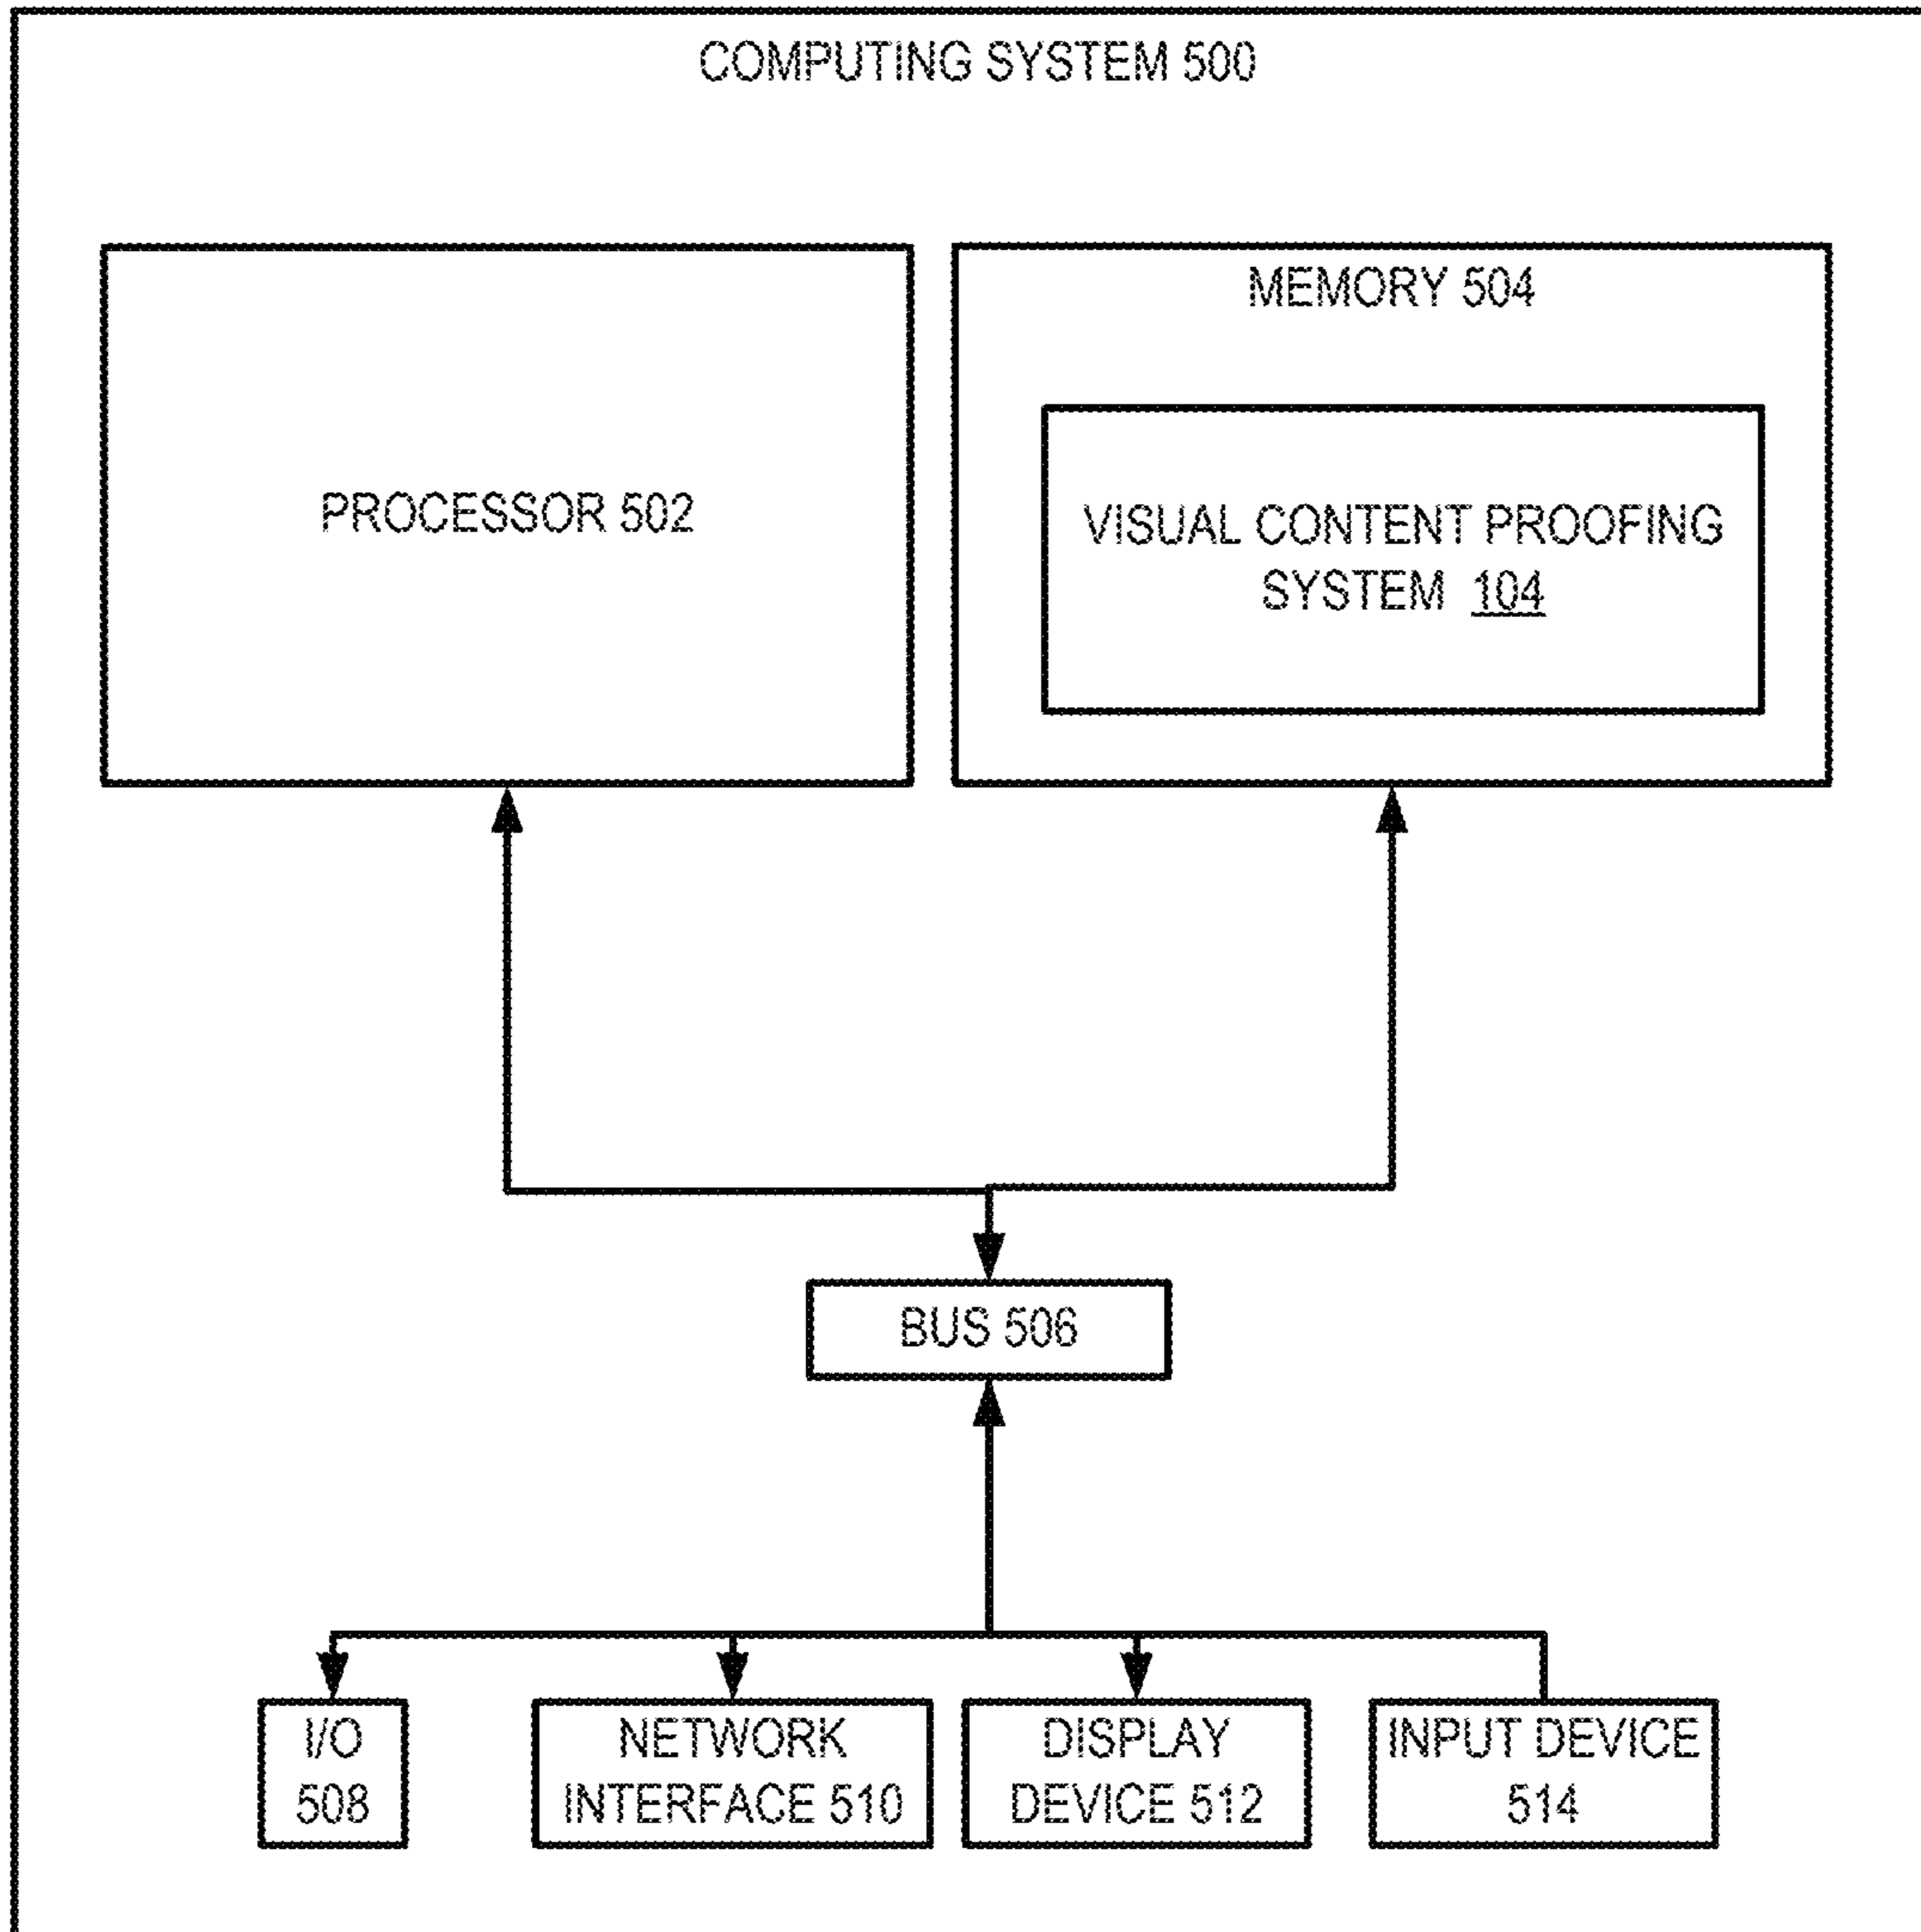 COMPUTING SYSTEM 500
PROCESSOR 502
MEMORY 504
VISUAL CONTENT PROOFING
SYSTEM 104
BUS 506
I/O
508
NETWORK
INTERFACE 510
DISPLAY
DEVICE 512
INPUT DEVICE
514